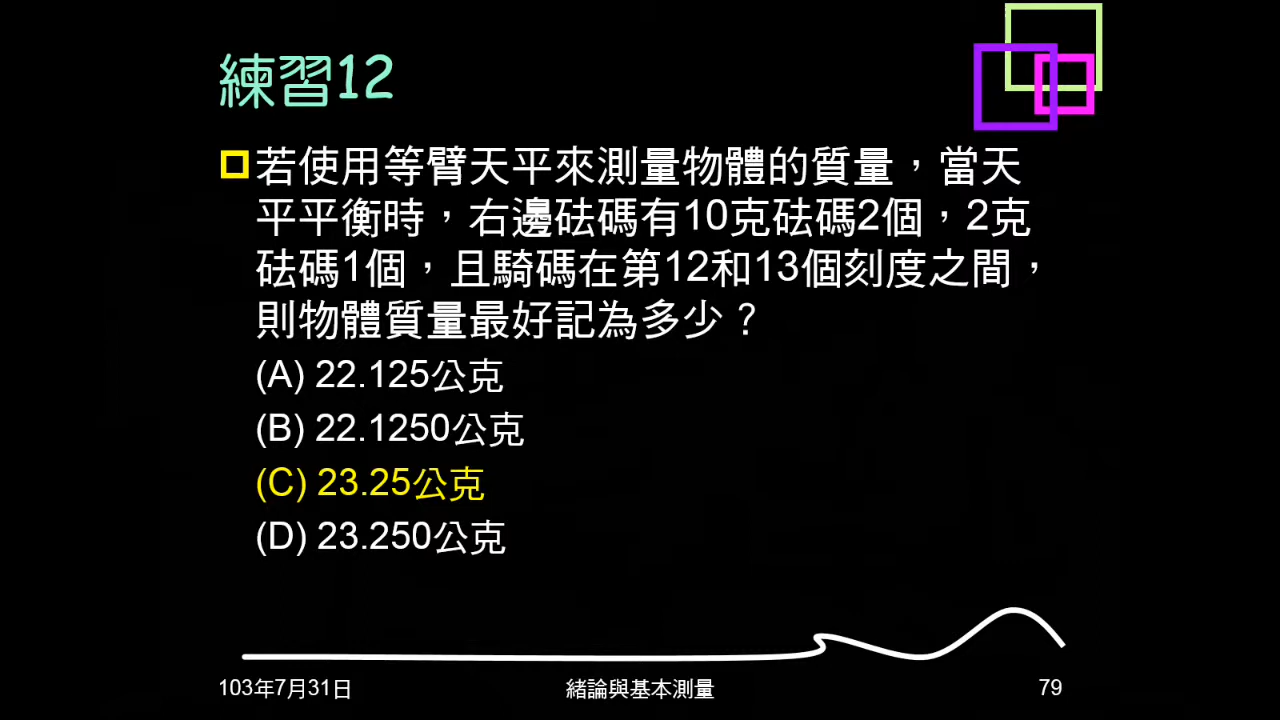 練習12
若使用等臂天平來測量物體的質量，當天
平平衡時，右邊砝碼有10克砝碼2個，2克
砝碼1個，且騎碼在第12和13個刻度之間，
則物體質量最好記為多少？
(A) 22.125公克
(B) 22.1250公克
(C) 23.25公克
(D) 23.250公克
103年7月31日
緒論與基本測量
79